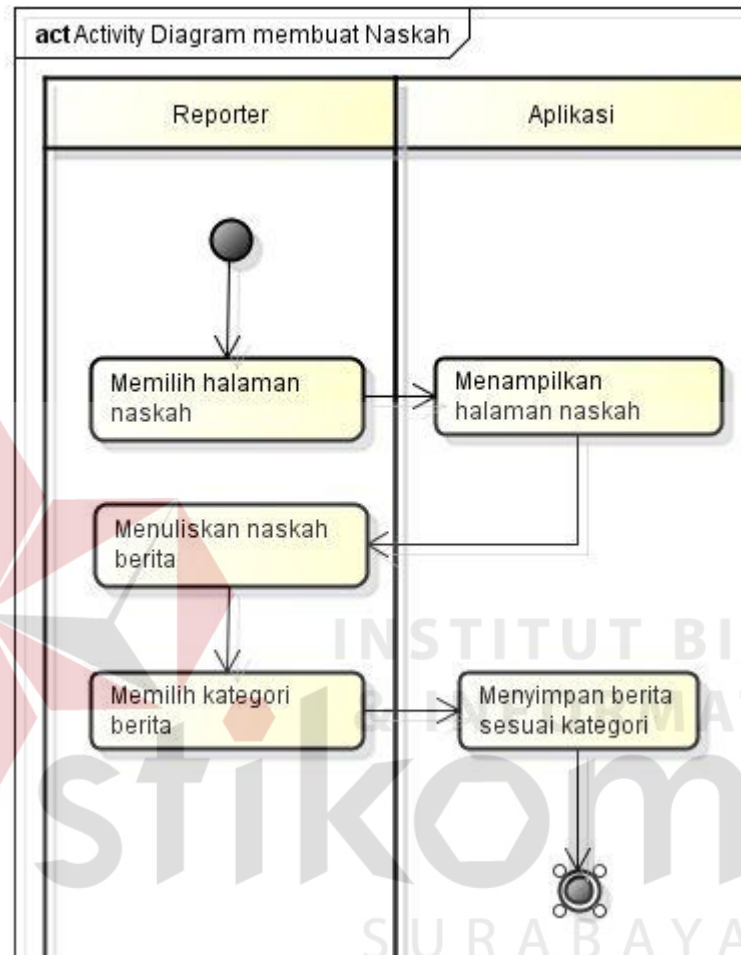 act Activity Diagram membuat Naskah
Reporter
Aplikasi
Memilih halaman
naskah
Menampilkan
halaman naskah
Menuliskan naskah
berita
Memilih kategori
berita
Menyimpan berita
sesuai kategori
INSTITUT BI
stikom
SURABAYA